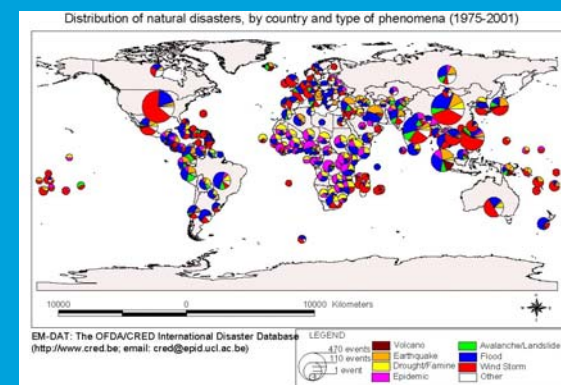 Distribution of natural disasters, by country and type of phenomena (1975-2001)
10000 0 10000 Kilometers
EM-DAT: The OFDA/CRED International Disaster Database
(http://www.cred.be; email: cred@epid.ucl.ac.be)
LEGEND
470 events
110 events
1 event
Volcano
Earthquake
Drought/Famine
Epidemic
Avalanche/Landslide
Flood
Wind Storm
Other